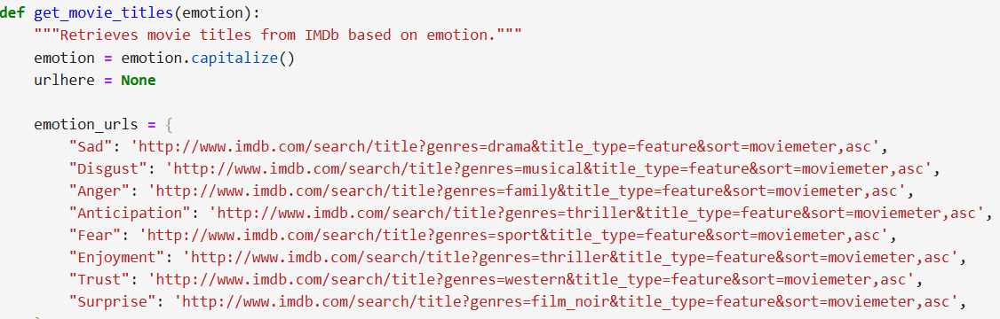 def get_movie_titles(emotion):
"""Retrieves movie titles from IMDb based on emotion."""
emotion = emotion.capitalize()
urlhere = None
emotion_urls = {
"Sad": 'http://www.imdb.com/search/title?genres=drama&title_type=feature&sort=moviemeter,asc',
"Disgust": 'http://www.imdb.com/search/title?genres=musical&title_type=feature&sort=moviemeter,asc',
"Anger": 'http://www.imdb.com/search/title?genres=family&title_type=feature&sort=moviemeter,asc',
"Anticipation": 'http://www.imdb.com/search/title?genres=thriller&title_type=feature&sort=moviemeter,asc',
"Fear": 'http://www.imdb.com/search/title?genres=sport&title_type=feature&sort=moviemeter,asc',
"Enjoyment": 'http://www.imdb.com/search/title?genres=thriller&title_type=feature&sort=moviemeter,asc',
"Trust": 'http://www.imdb.com/search/title?genres=western&title_type=feature&sort=moviemeter,asc',
"Surprise": 'http://www.imdb.com/search/title?genres=film_noir&title_type=feature&sort=moviemeter,asc',